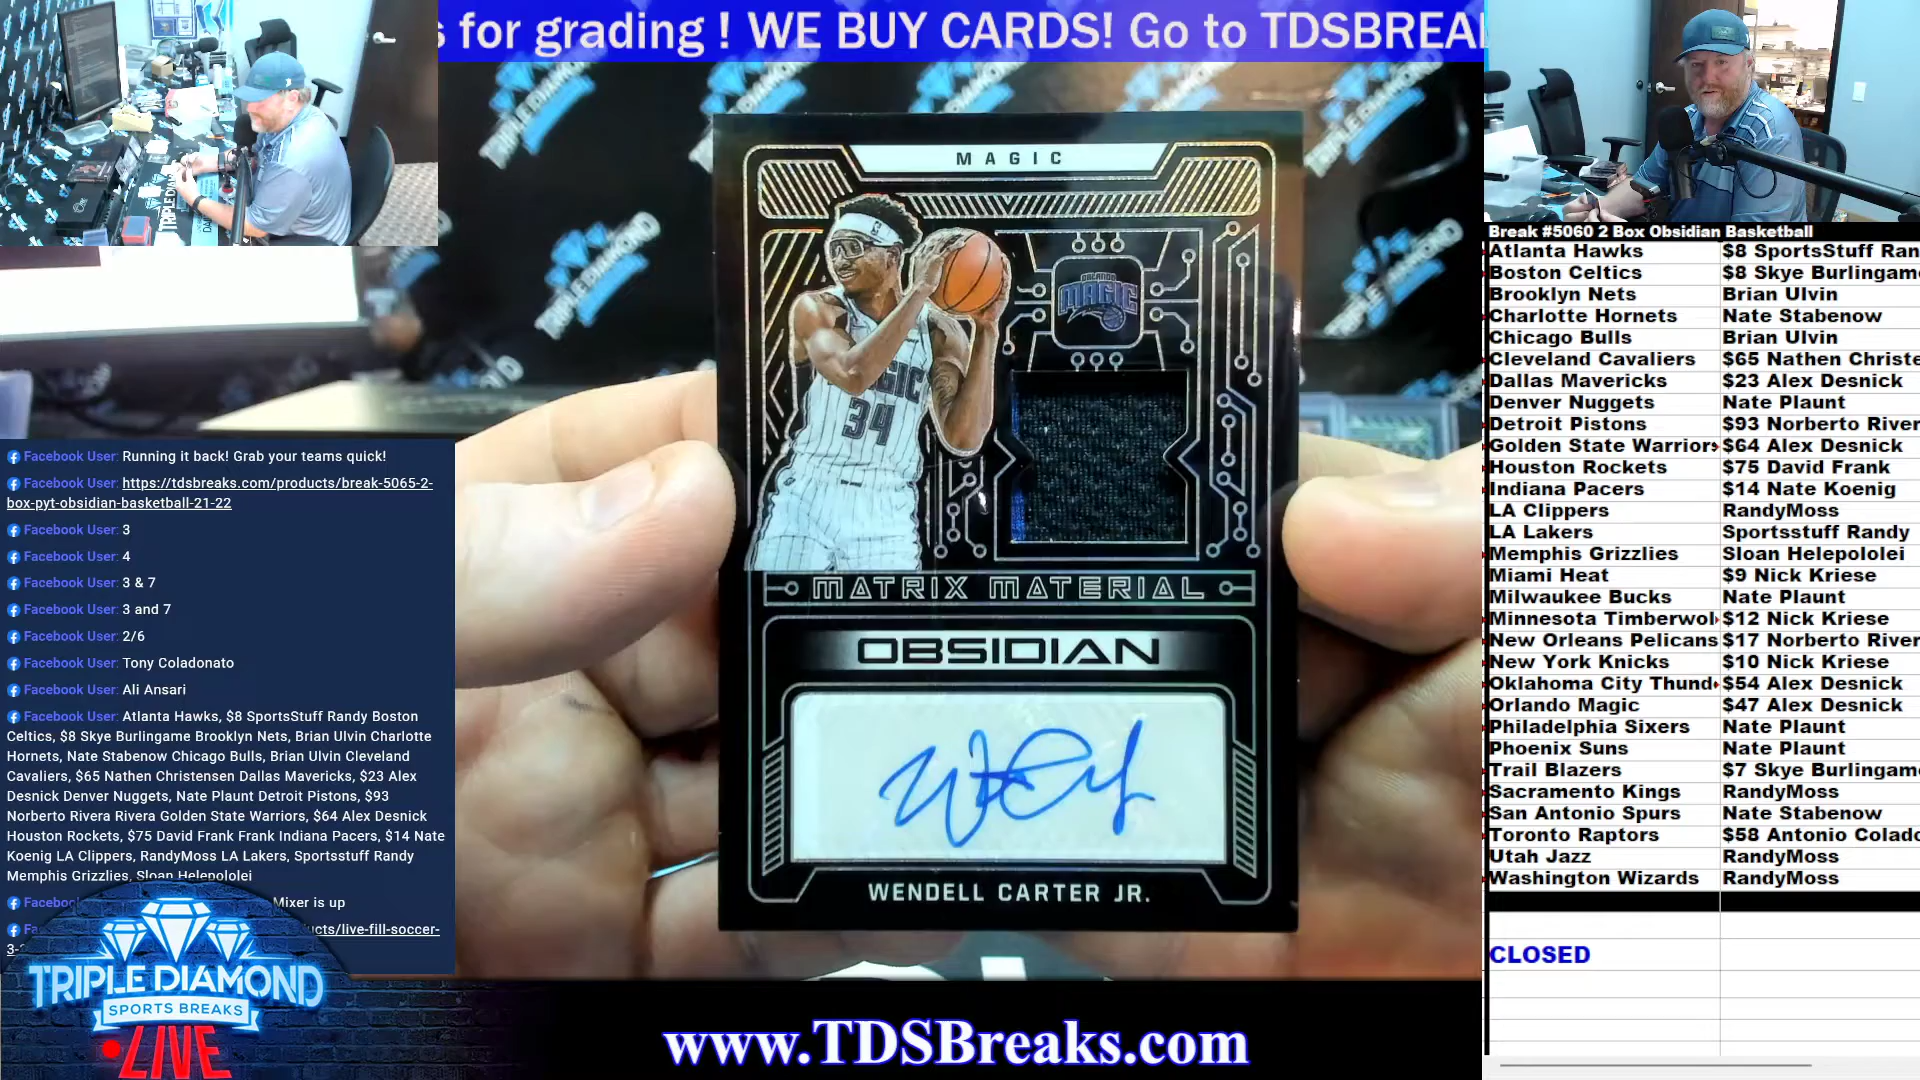 s for grading ! WE BUY CARDS! Go to TDSBREA
MAGIC
ORLANDO
MAGIC
MAGIC
34
MATRIX MATERIAL
OBSIDIAN
WENDELL CARTER JR.
TRIPLE DIAMOND
Facebook User: Running it back! Grab your teams quick!
Facebook User: https://tdsbreaks.com/products/break-5065-2-
box-pyt-obsidian-basketball-21-22
Facebook User: 3
Facebook User: 4
Facebook User: 3 & 7
Facebook User: 3 and 7
Facebook User: 2/6
Facebook User: Tony Coladonato
Facebook User: Ali Ansari
Facebook User: Atlanta Hawks, $8 SportsStuff Randy Boston
Celtics, $8 Skye Burlingame Brooklyn Nets, Brian Ulvin Charlotte
Hornets, Nate Stabenow Chicago Bulls, Brian Ulvin Cleveland
Cavaliers, $65 Nathen Christensen Dallas Mavericks, $23 Alex
Desnick Denver Nuggets, Nate Plaunt Detroit Pistons, $93
Norberto Rivera Rivera Golden State Warriors, $64 Alex Desnick
Houston Rockets, $75 David Frank Frank Indiana Pacers, $14 Nate
Koenig LA Clippers, RandyMoss LA Lakers, Sportsstuff Randy
Memphis Grizzlies, Sloan Helepololei
Mixer is up
ucts/live-fill-soccer-
TRIPLE DIAMOND
SPORTS BREAKS
LIVE
www.TDSBreaks.com
Break #5060 2 Box Obsidian Basketball
Atlanta Hawks $8 SportsStuff Ran
Boston Celtics $8 Skye Burlingame
Brooklyn Nets Brian Ulvin
Charlotte Hornets Nate Stabenow
Chicago Bulls Brian Ulvin
Cleveland Cavaliers $65 Nathen Christe
Dallas Mavericks $23 Alex Desnick
Denver Nuggets Nate Plaunt
Detroit Pistons $93 Norberto River
Golden State Warriors $64 Alex Desnick
Houston Rockets $75 David Frank
Indiana Pacers $14 Nate Koenig
LA Clippers RandyMoss
LA Lakers Sportsstuff Randy
Memphis Grizzlies Sloan Helepololei
Miami Heat $9 Nick Kriese
Milwaukee Bucks Nate Plaunt
Minnesota Timberwol $12 Nick Kriese
New Orleans Pelicans $17 Norberto River
New York Knicks $10 Nick Kriese
Oklahoma City Thund $54 Alex Desnick
Orlando Magic $47 Alex Desnick
Philadelphia Sixers Nate Plaunt
Phoenix Suns Nate Plaunt
Trail Blazers $7 Skye Burlingame
Sacramento Kings RandyMoss
San Antonio Spurs Nate Stabenow
Toronto Raptors $58 Antonio Colado
Utah Jazz RandyMoss
Washington Wizards RandyMoss
CLOSED